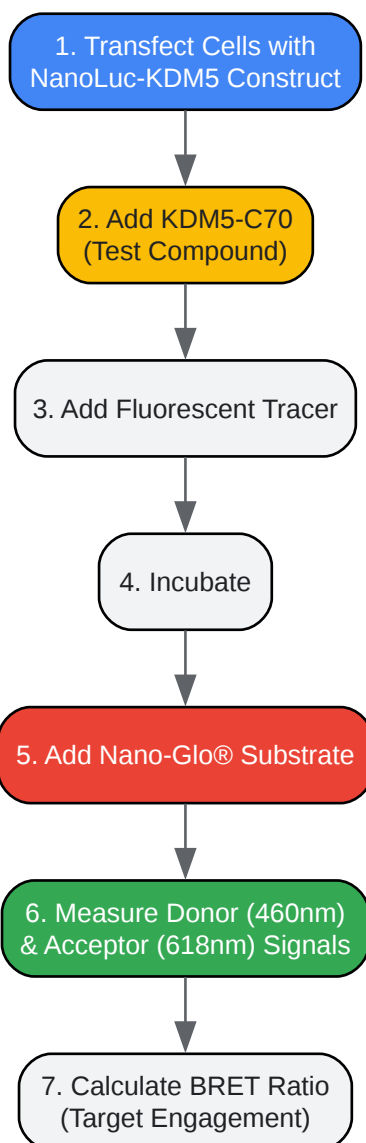 1. Transfect Cells with
NanoLuc-KDM5 Construct
2. Add KDM5-C70
(Test Compound)
3. Add Fluorescent Tracer
4. Incubate
5. Add Nano-Glo® Substrate
6. Measure Donor (460nm)
& Acceptor (618nm) Signals
7. Calculate BRET Ratio
(Target Engagement)